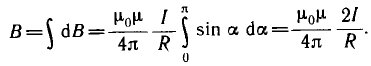 B=∫ dB= μ₀μ/4π I/R ∫₀^π sin α dα= μ₀μ/4π 2I/R.